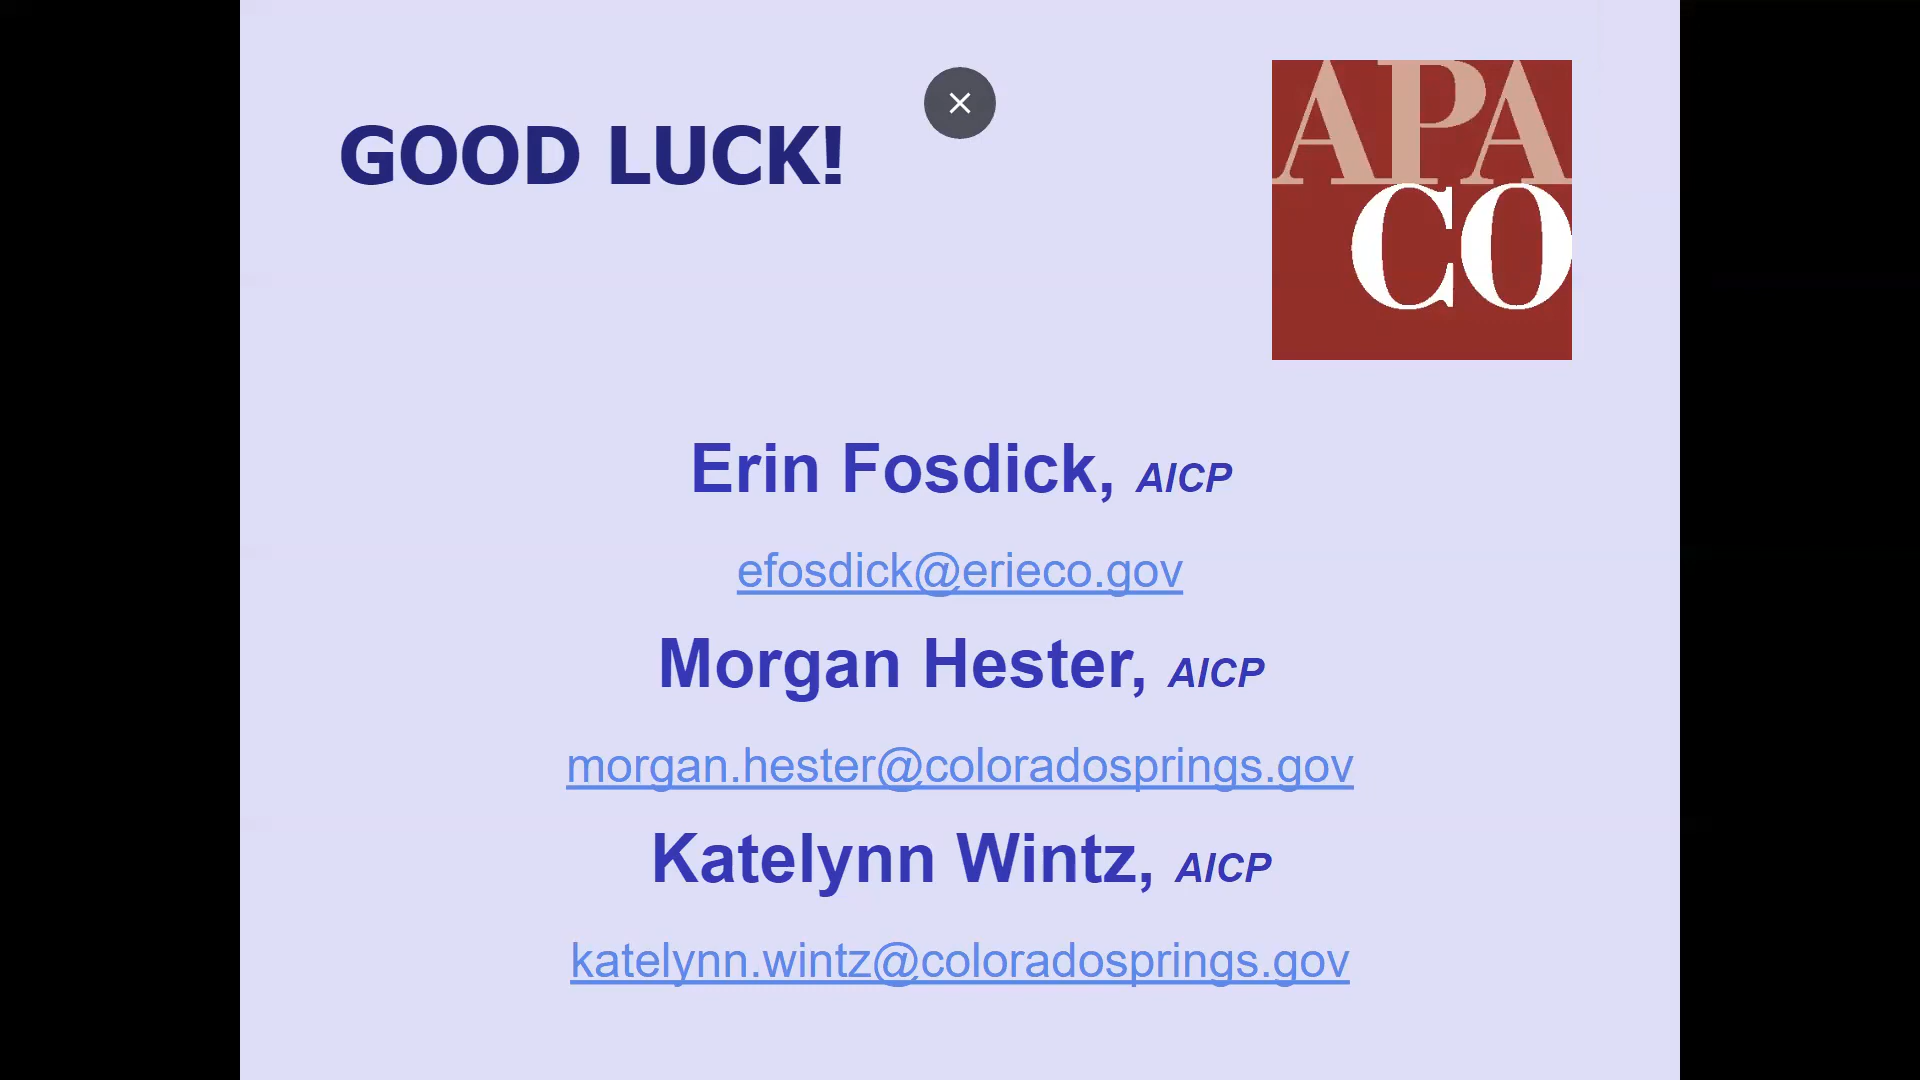 GOOD LUCK!
APA
CO
Erin Fosdick, AICP
efosdick@erieco.gov
Morgan Hester, AICP
morgan.hester@coloradosprings.gov
Katelynn Wintz, AICP
katelynn.wintz@coloradosprings.gov